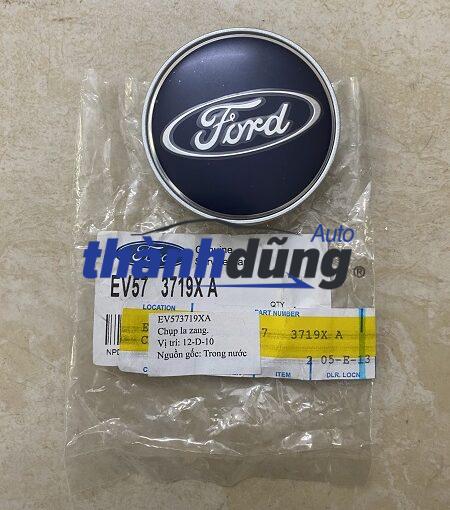 Ford
Auto
thànhdũng®
Genuine
EV57 3719X A
QTY
LOCATION
PART NUMBER
EV573719XA
Chụp la zang.
Vị trí: 12-D-10
Nguồn gốc: Trong nước
3719X A
2 05-E-13
ITEM
DLR. LOCN